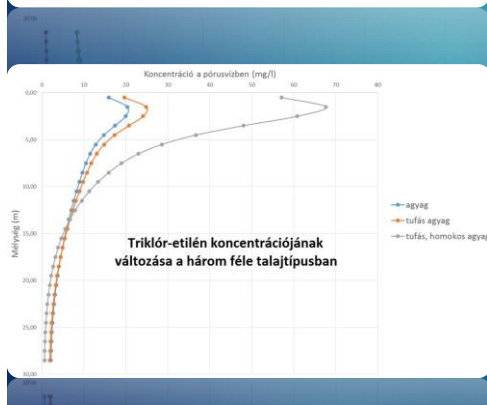 Koncentráció a pórusvízben (mg/l)
0 10 20 30 40 50 60 70 80
0,00
5,00
10,00
15,00
20,00
25,00
30,00
Mélység (m)
Triklór-etilén koncentrációjának
változása a három féle talajtípusban
agyag
tufás agyag
tufás, homokos agyag